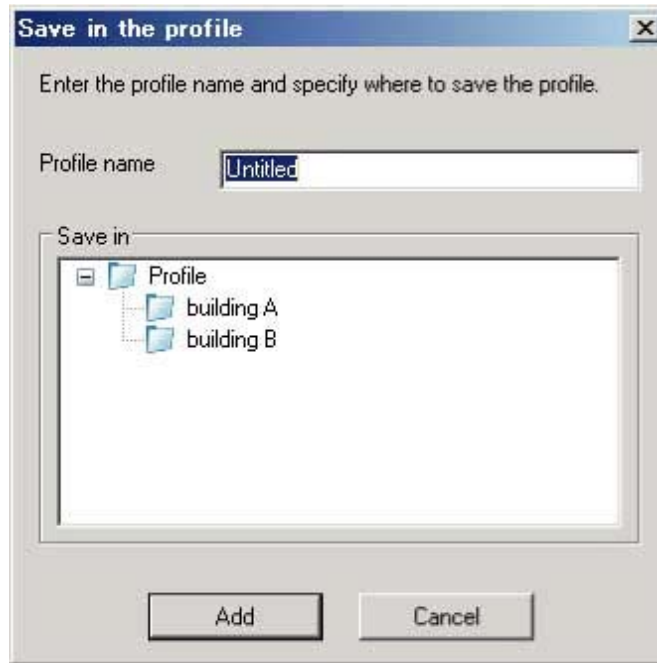 Save in the profile
Enter the profile name and specify where to save the profile.
Profile name
Untitled
Save in
Profile
building A
building B
Add
Cancel